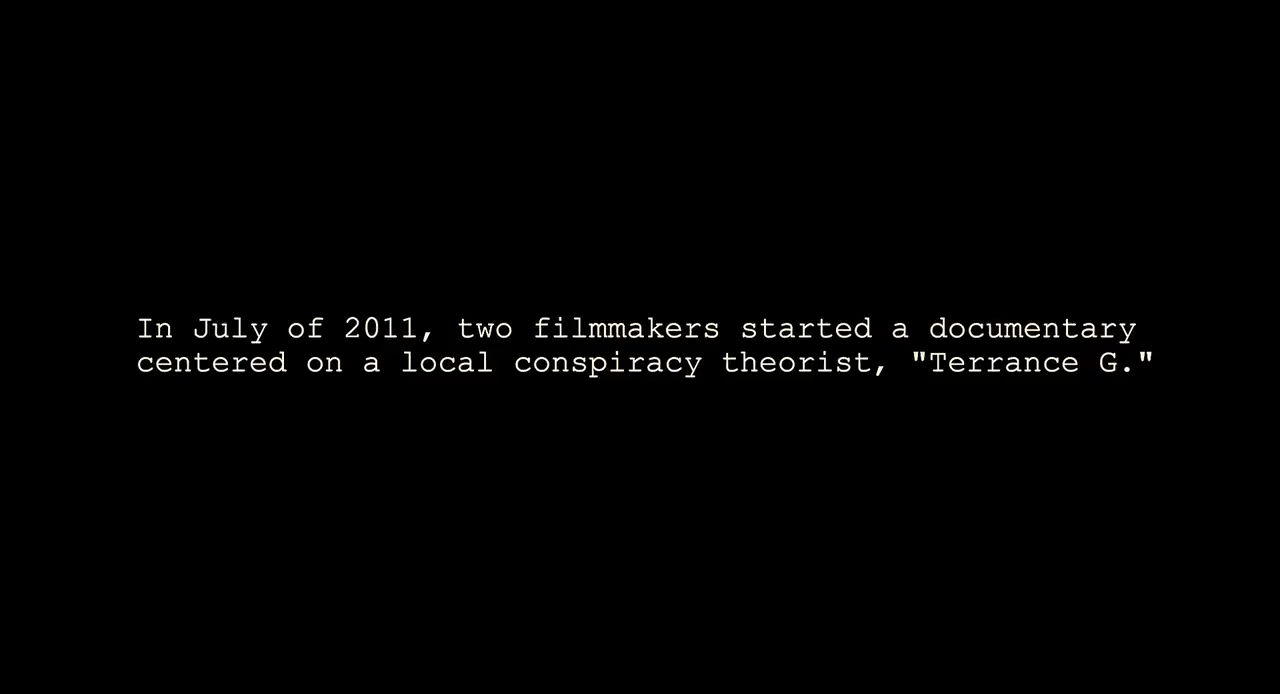 In July of 2011, two filmmakers started a documentary
centered on a local conspiracy theorist, "Terrance G."